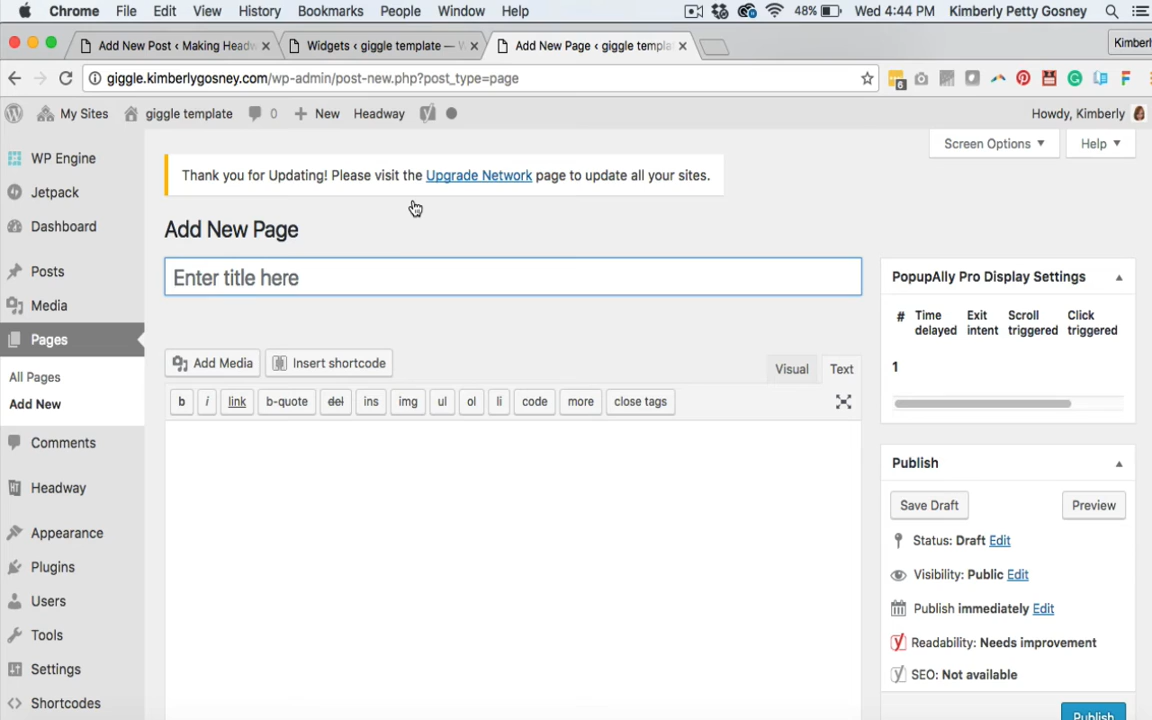 Chrome File Edit View History Bookmarks People Window Help 48% Wed 4:44 PM Kimberly Petty Gosney
Add New Post ‹ Making Headw × Widgets ‹ giggle template — W × Add New Page ‹ giggle templa × Kimberl
giggle.kimberlygosney.com/wp-admin/post-new.php?post_type=page 6
My Sites giggle template 0 + New Headway Howdy, Kimberly
Screen Options ▼ Help ▼
WP Engine
Jetpack
Dashboard
Posts
Media
Pages
All Pages
Add New
Comments
Headway
Appearance
Plugins
Users
Tools
Settings
Shortcodes
Thank you for Updating! Please visit the Upgrade Network page to update all your sites.
Add New Page
Enter title here
Add Media Insert shortcode Visual Text
b i link b-quote del ins img ul ol li code more close tags
PopupAlly Pro Display Settings
# Time delayed Exit intent Scroll triggered Click triggered
1
Publish
Save Draft Preview
Status: Draft Edit
Visibility: Public Edit
Publish immediately Edit
Readability: Needs improvement
SEO: Not available
Publish